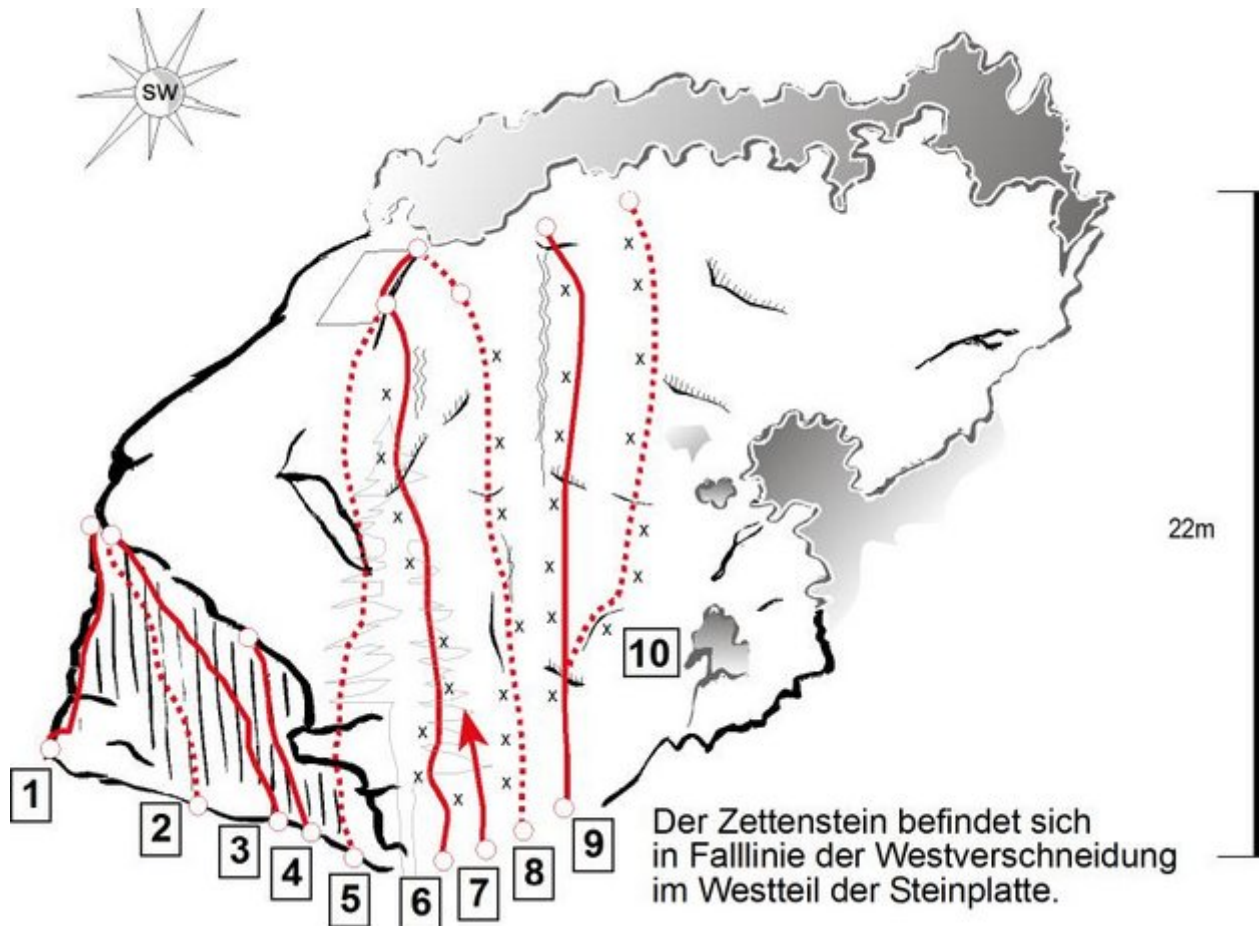 SW
22m
10
1
2
3
4
5
6
7
8
9
Der Zettenstein befindet sich
in Falllinie der Westverschneidung
im Westteil der Steinplatte.